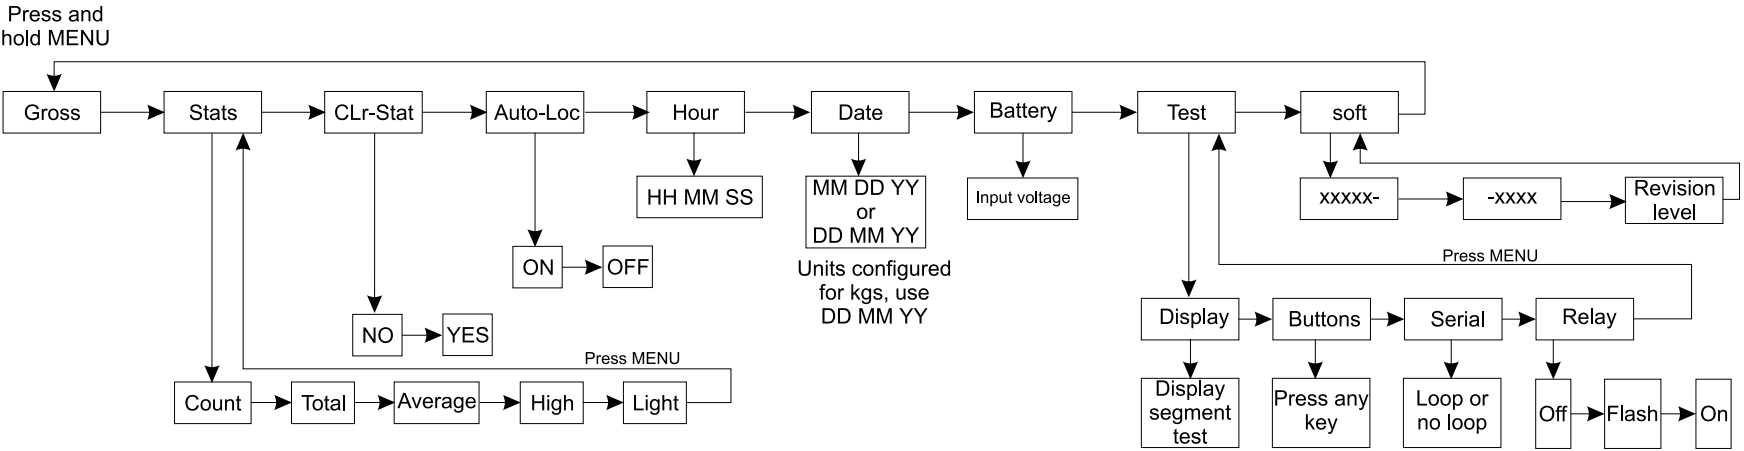 Press and
hold MENU
Gross
Stats
CLr-Stat
Auto-Loc
Hour
Date
Battery
Test
soft
HH MM SS
MM DD YY
or
DD MM YY
Input voltage
xxxxx-
-xxxx
Revision
level
ON
OFF
Units configured
for kgs, use
DD MM YY
Press MENU
NO
YES
Display
Buttons
Serial
Relay
Press MENU
Count
Total
Average
High
Light
Display
segment
test
Press any
key
Loop or
no loop
Off
Flash
On